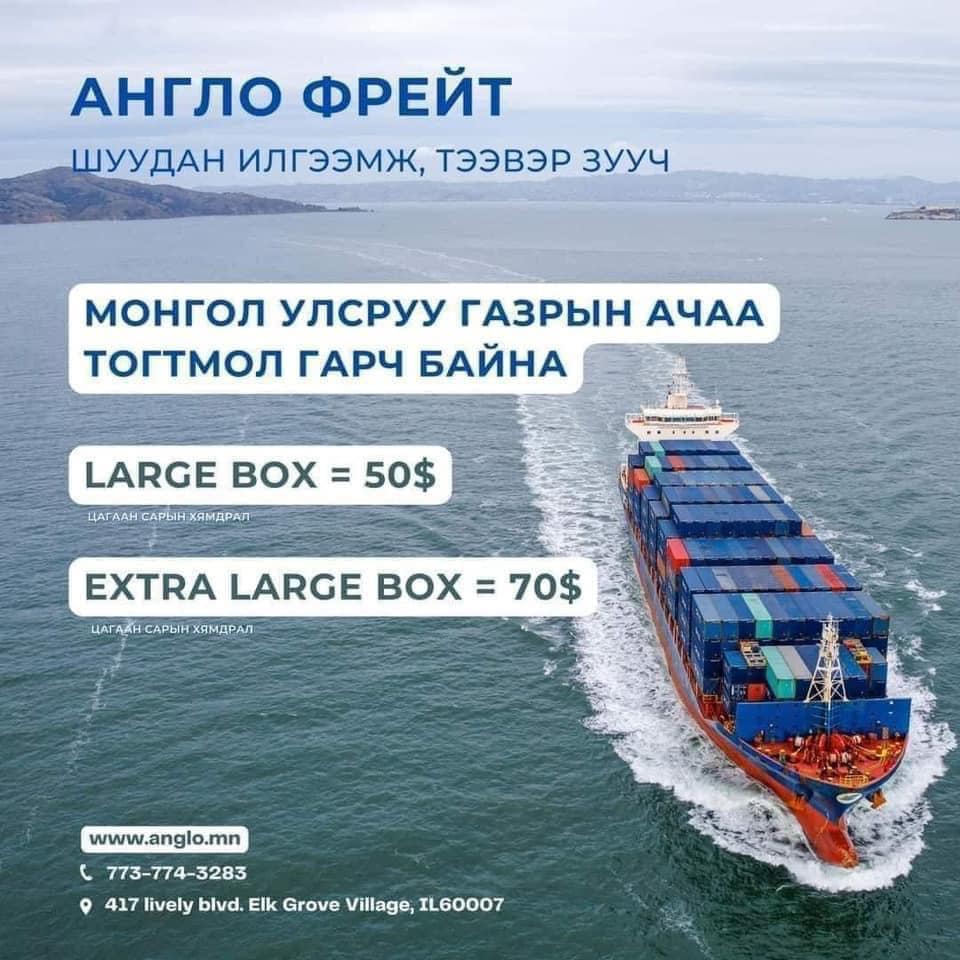 АНГЛО ФРЕЙТ
ШУУДАН ИЛГЭЭМЖ, ТЭЭВЭР ЗУУЧ
МОНГОЛ УЛСРУУ ГАЗРЫН АЧАА
ТОГТМОЛ ГАРЧ БАЙНА
LARGE BOX = 50$
ЦАГААН САРЫН ХЯМДРАЛ
EXTRA LARGE BOX = 70$
ЦАГААН САРЫН ХЯМДРАЛ
www.anglo.mn
773-774-3283
417 lively blvd. Elk Grove Village, IL60007